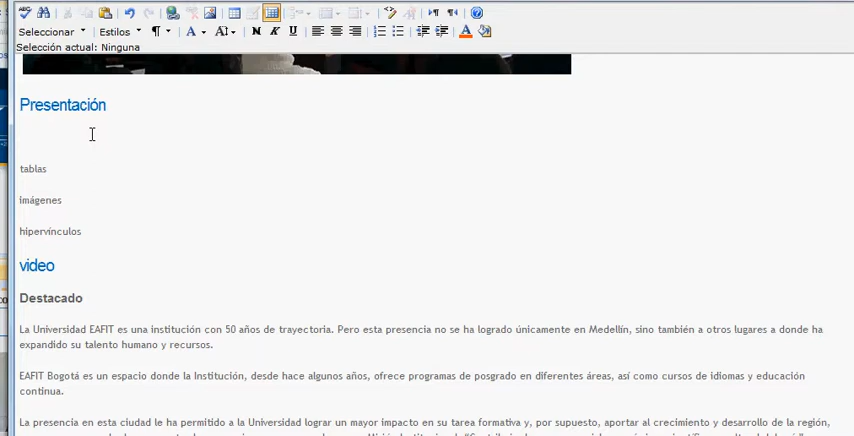 Seleccionar Estilos N K U
Selección actual: Ninguna
Presentación
tablas
imágenes
hipervínculos
video
Destacado
La Universidad EAFIT es una institución con 50 años de trayectoria. Pero esta presencia no se ha logrado únicamente en Medellín, sino también a otros lugares a donde ha
expandido su talento humano y recursos.
EAFIT Bogotá es un espacio donde la Institución, desde hace algunos años, ofrece programas de posgrado en diferentes áreas, así como cursos de idiomas y educación
continua.
La presencia en esta ciudad le ha permitido a la Universidad lograr un mayor impacto en su tarea formativa y, por supuesto, aportar al crecimiento y desarrollo de la región,